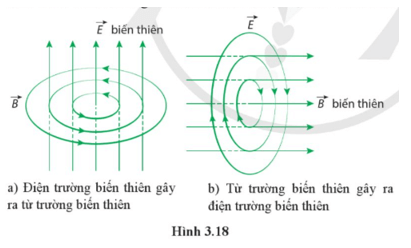 E⃗ biến thiên
B⃗
a) Điện trường biến thiên gây
ra từ trường biến thiên
E⃗
B⃗ biến thiên
b) Từ trường biến thiên gây ra
điện trường biến thiên
Hình 3.18